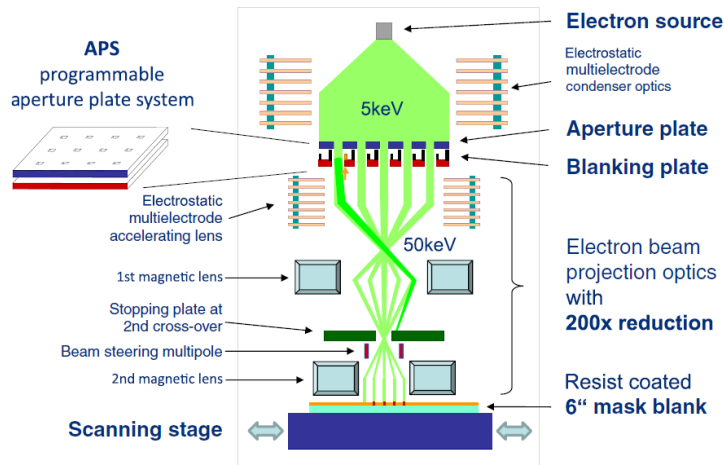 APS
programmable
aperture plate system
Electron source
Electrostatic
multielectrode
condenser optics
5keV
Aperture plate
Blanking plate
Electrostatic
multielectrode
accelerating lens
50keV
1st magnetic lens
Stopping plate at
2nd cross-over
Beam steering multipole
2nd magnetic lens
Electron beam
projection optics
with
200x reduction
Resist coated
6“ mask blank
Scanning stage